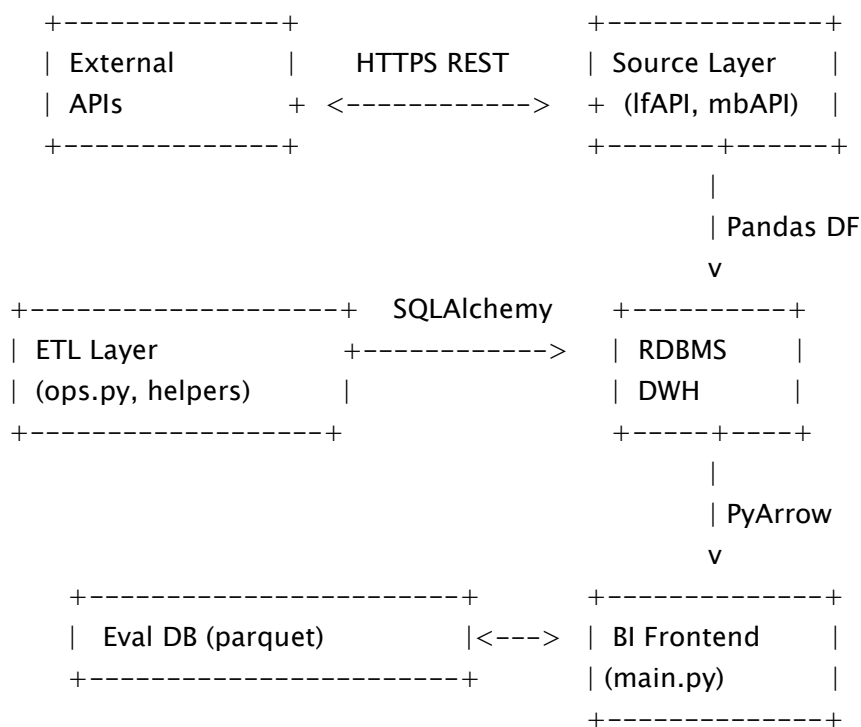 +--------------+ +--------------+
| External | HTTPS REST | Source Layer |
| APIs + <------------> + (lfAPI, mbAPI) |
+--------------+ +-------+------+
|
| Pandas DF
v
+-------------------+ SQLAlchemy +----------+
| ETL Layer +------------> | RDBMS |
| (ops.py, helpers) | | DWH |
+------------------+ +-----+----+
|
| PyArrow
v
+----------------------+ +--------------+
| Eval DB (parquet) |<---> | BI Frontend |
+----------------------+ | (main.py) |
+--------------+